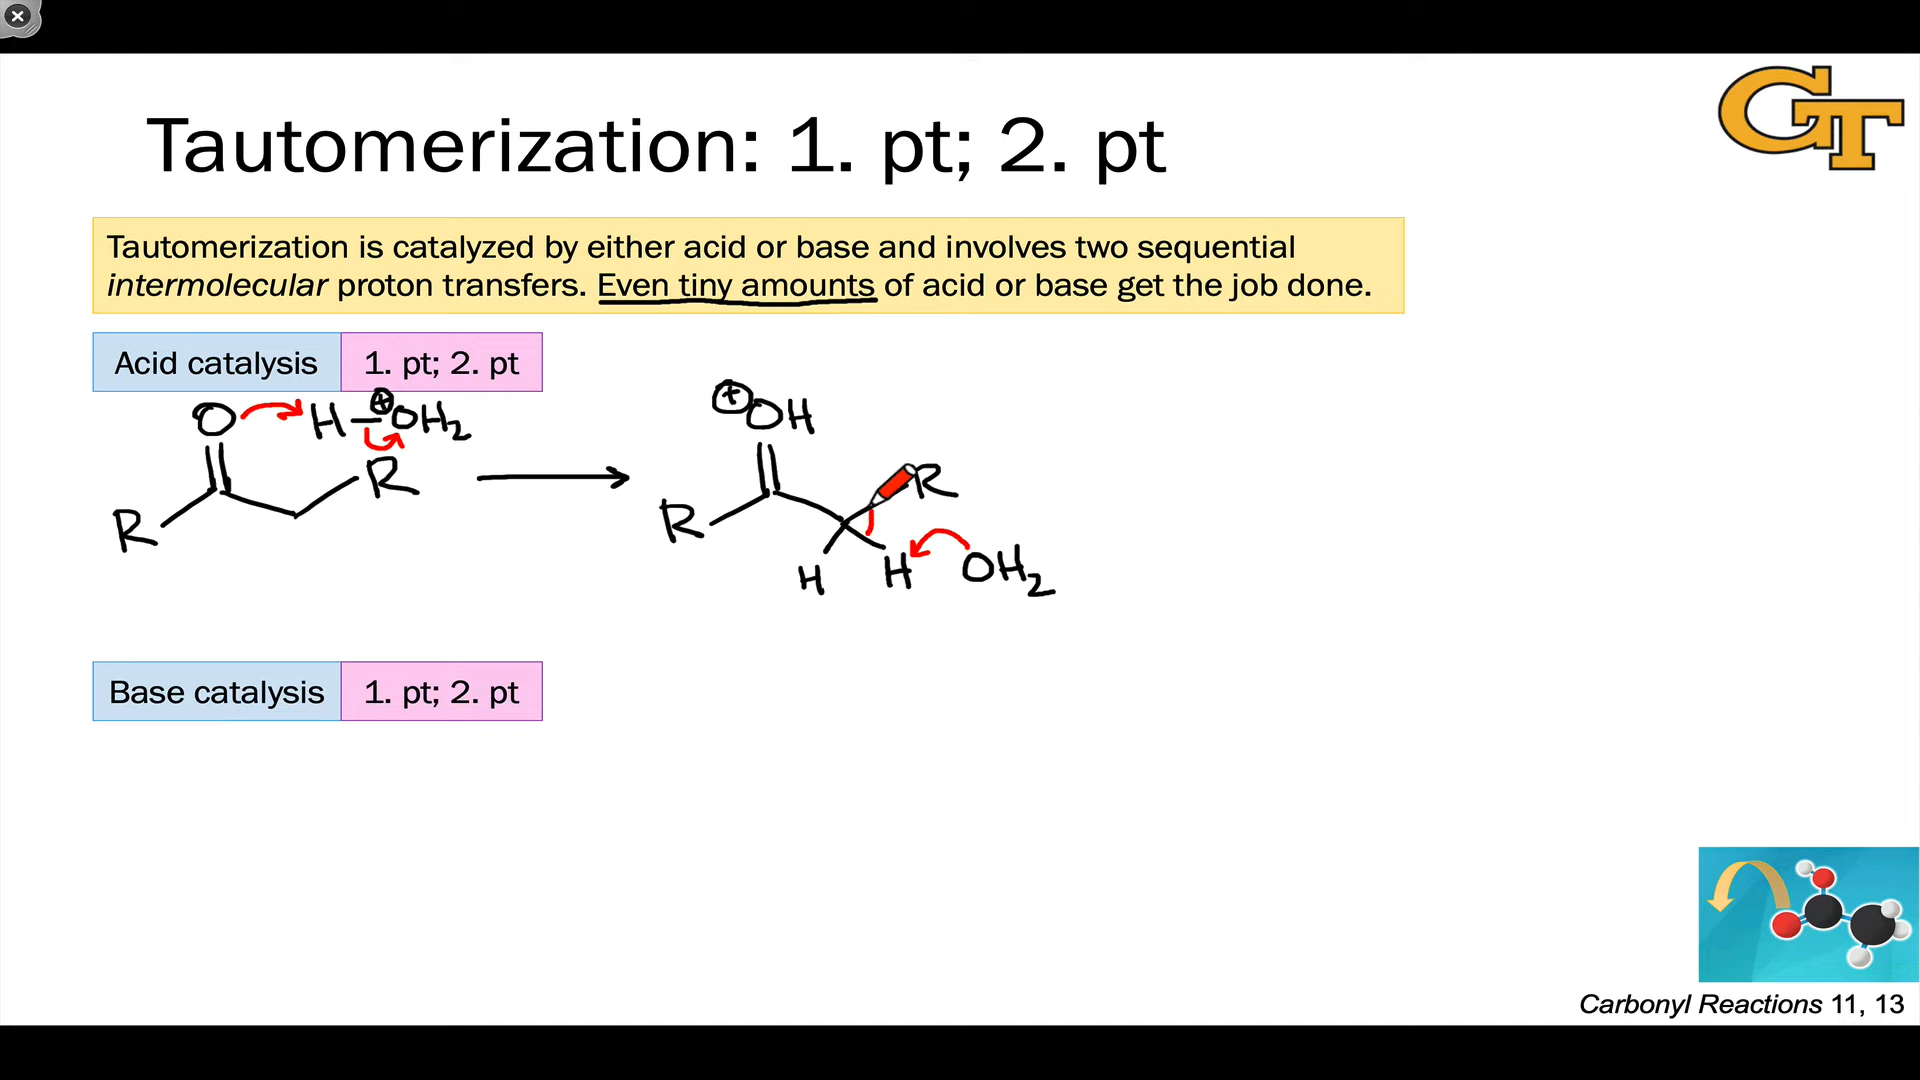 GT
Tautomerization: 1. pt; 2. pt
Tautomerization is catalyzed by either acid or base and involves two sequential
intermolecular proton transfers. Even tiny amounts of acid or base get the job done.
Acid catalysis 1. pt; 2. pt
O H–⊕OH₂
R
R
⊕OH
R
R
H H OH₂
Base catalysis 1. pt; 2. pt
Carbonyl Reactions 11, 13